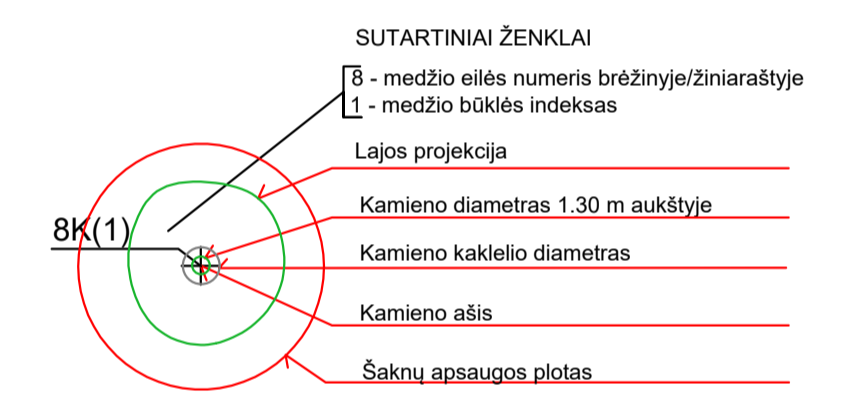 SUTARTINIAI ŽENKLAI
8 - medžio eilės numeris brėžinyje/žiniaraštyje
1 - medžio būklės indeksas
Lajos projekcija
Kamieno diametras 1.30 m aukštyje
8K(1)
Kamieno kaklelio diametras
Kamieno ašis
Šaknų apsaugos plotas